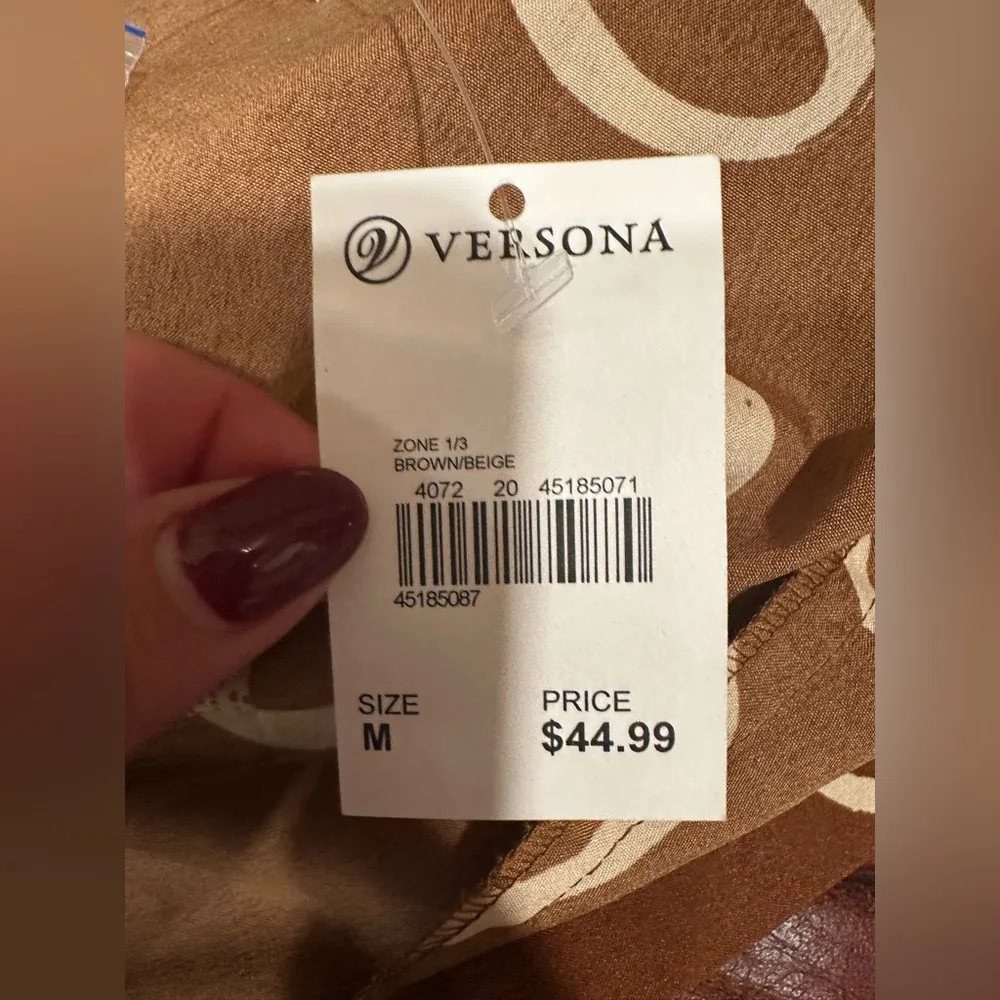 V VERSONA
ZONE 1/3
BROWN/BEIGE
4072 20 45185071
45185087
SIZE PRICE
M $44.99